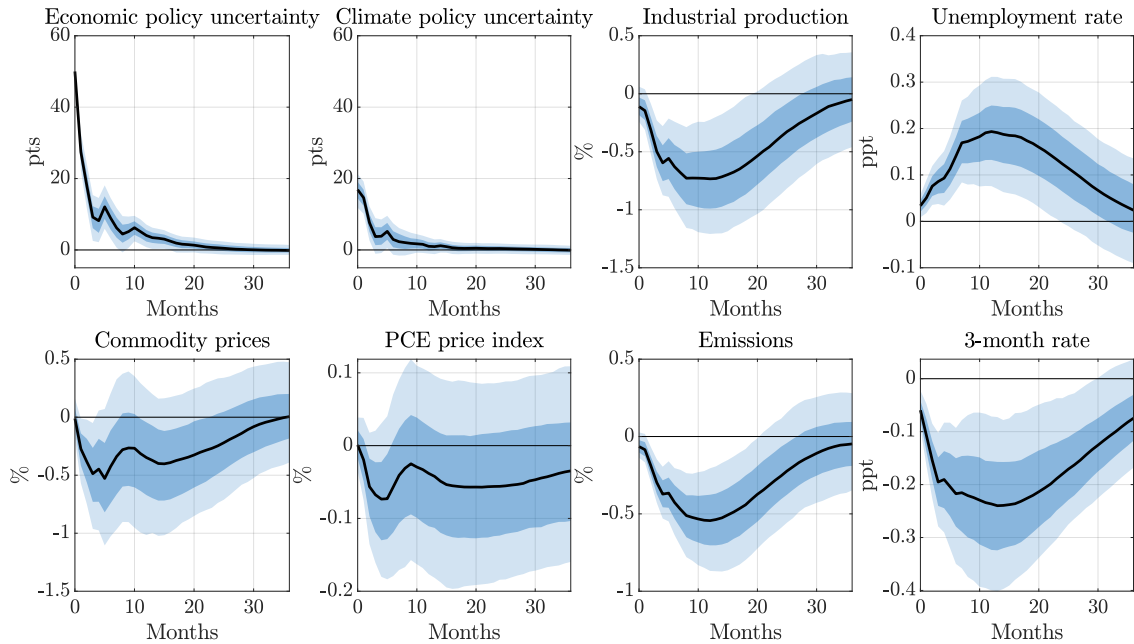 Economic policy uncertainty
60
40
20
0
pts
0 10 20 30
Months
Climate policy uncertainty
60
40
20
0
pts
0 10 20 30
Months
Industrial production
0.5
0
-0.5
-1
-1.5
%
0 10 20 30
Months
Unemployment rate
0.4
0.3
0.2
0.1
0
-0.1
ppt
0 10 20 30
Months
Commodity prices
0.5
0
-0.5
-1
-1.5
%
0 10 20 30
Months
PCE price index
0.1
0
-0.1
-0.2
%
0 10 20 30
Months
Emissions
0.5
0
-0.5
-1
%
0 10 20 30
Months
3-month rate
0
-0.1
-0.2
-0.3
-0.4
ppt
0 10 20 30
Months